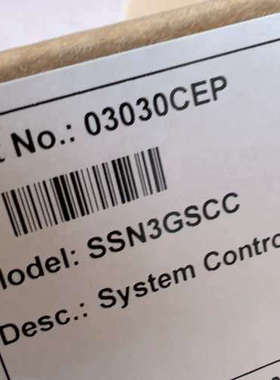 No.: 03030CEP
Model: SSN3GSCC
Desc.: System Contro